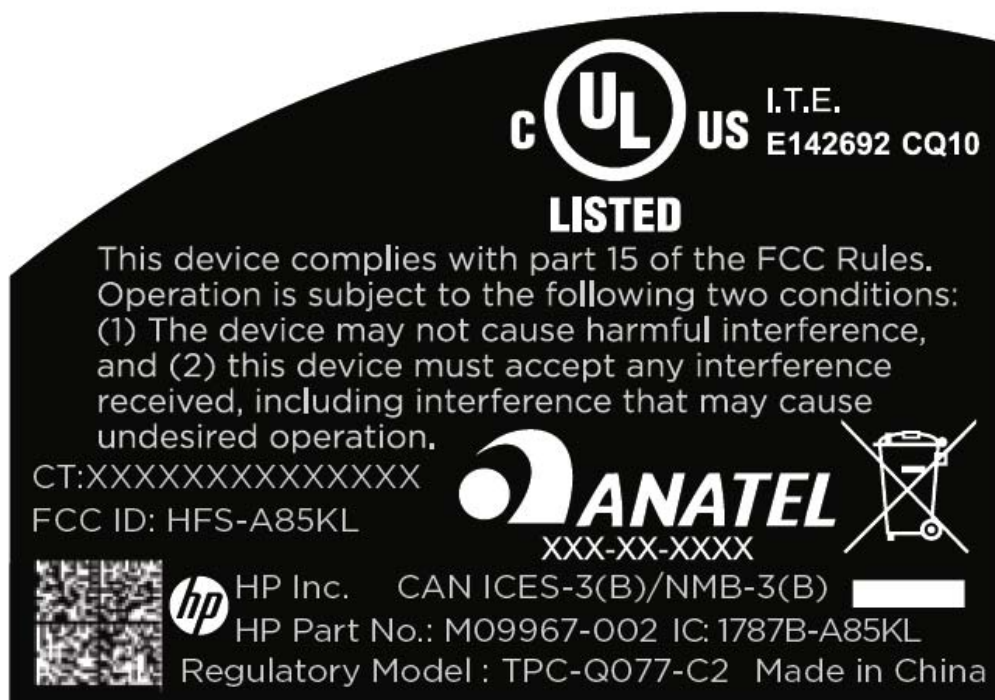 C UL US I.T.E.
E142692 CQ10
LISTED
This device complies with part 15 of the FCC Rules.
Operation is subject to the following two conditions:
(1) The device may not cause harmful interference,
and (2) this device must accept any interference
received, including interference that may cause
undesired operation.
CT:XXXXXXXXXXXXXXX
FCC ID: HFS-A85KL
ANATEL
XXX-XX-XXXX
hp HP Inc. CAN ICES-3(B)/NMB-3(B)
HP Part No.: M09967-002 IC: 1787B-A85KL
Regulatory Model : TPC-Q077-C2 Made in China